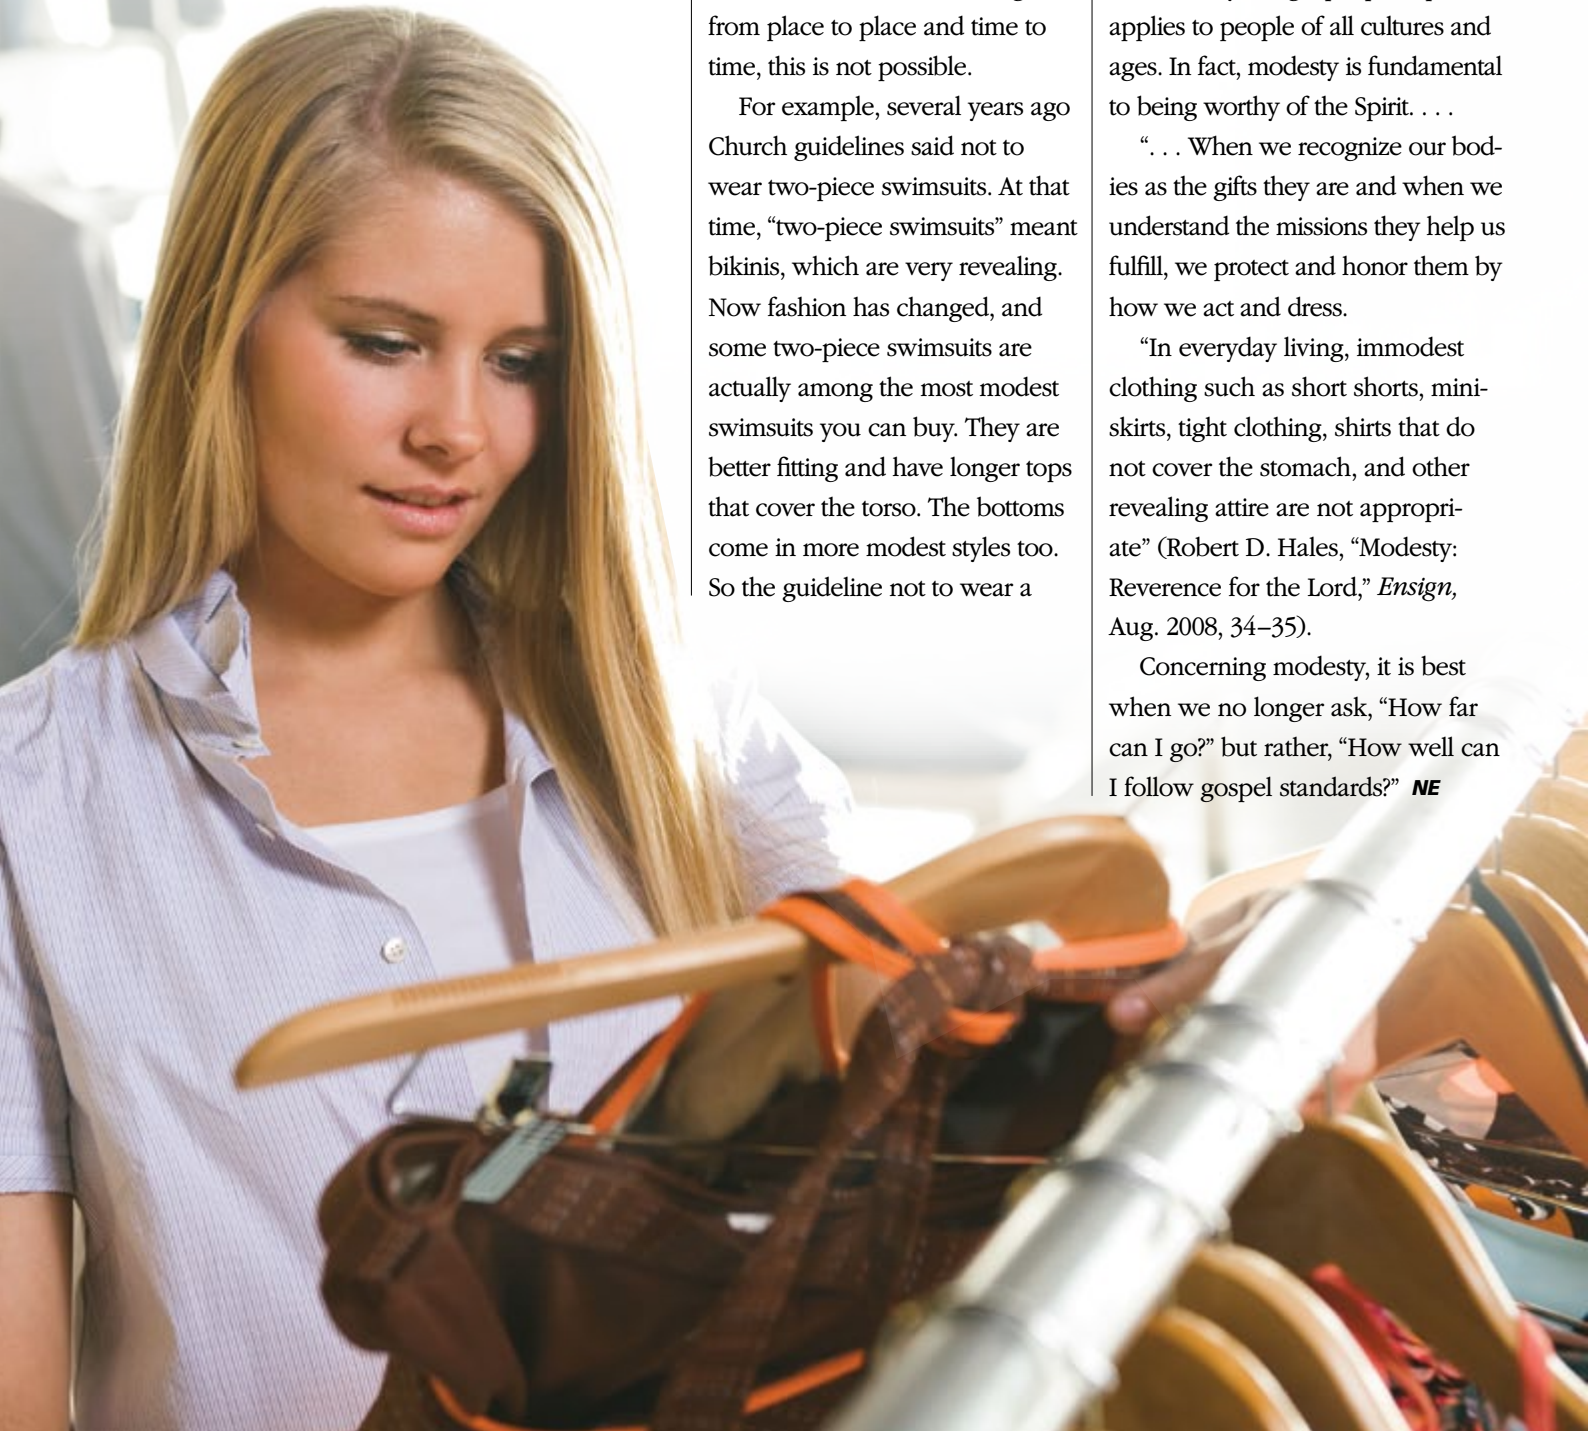 from place to place and time to
time, this is not possible.
For example, several years ago
Church guidelines said not to
wear two-piece swimsuits. At that
time, “two-piece swimsuits” meant
bikinis, which are very revealing.
Now fashion has changed, and
some two-piece swimsuits are
actually among the most modest
swimsuits you can buy. They are
better fitting and have longer tops
that cover the torso. The bottoms
come in more modest styles too.
So the guideline not to wear a
applies to people of all cultures and
ages. In fact, modesty is fundamental
to being worthy of the Spirit. . . .
“. . . When we recognize our bod-
ies as the gifts they are and when we
understand the missions they help us
fulfill, we protect and honor them by
how we act and dress.
“In everyday living, immodest
clothing such as short shorts, mini-
skirts, tight clothing, shirts that do
not cover the stomach, and other
revealing attire are not appropri-
ate” (Robert D. Hales, “Modesty:
Reverence for the Lord,” Ensign,
Aug. 2008, 34–35).
Concerning modesty, it is best
when we no longer ask, “How far
can I go?” but rather, “How well can
I follow gospel standards?” NE